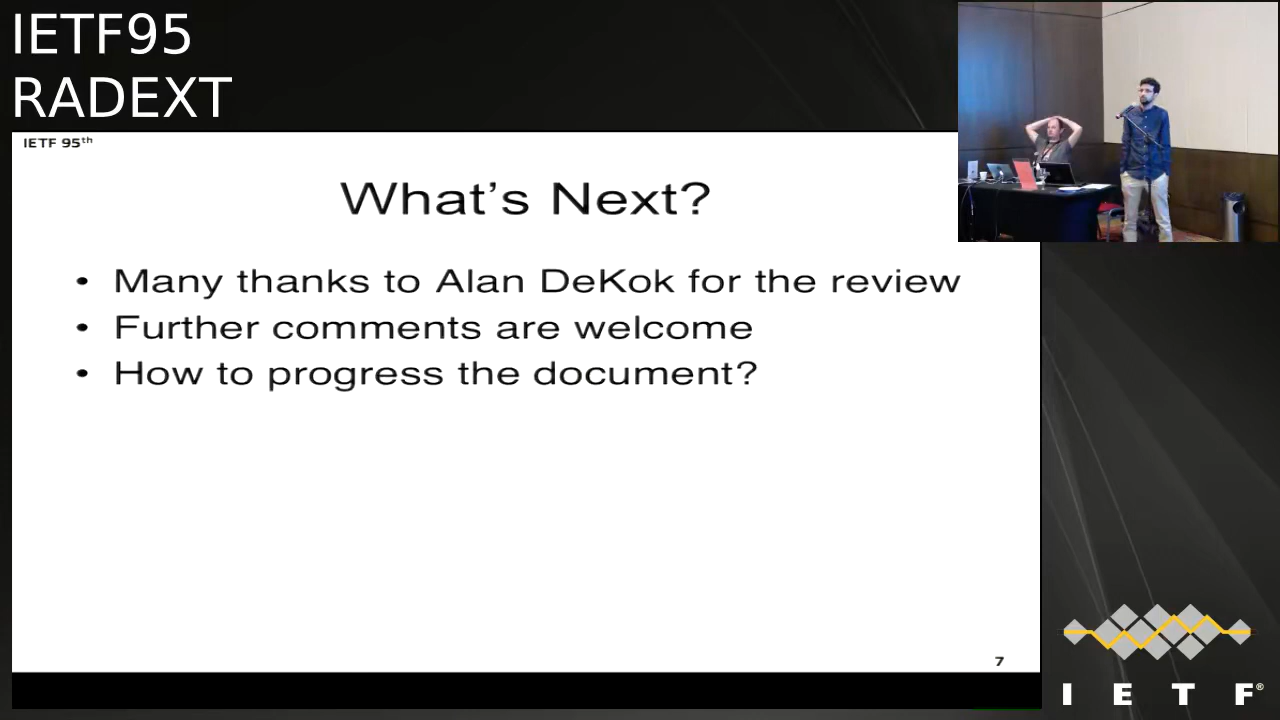 IETF95
RADEXT
IETF 95th
What's Next?
• Many thanks to Alan DeKok for the review
• Further comments are welcome
• How to progress the document?
7
I E T F®